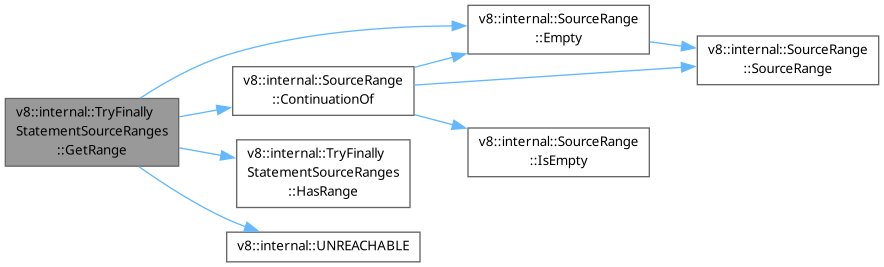 v8::internal::TryFinally
StatementSourceRanges
::GetRange
v8::internal::SourceRange
::ContinuationOf
v8::internal::TryFinally
StatementSourceRanges
::HasRange
v8::internal::UNREACHABLE
v8::internal::SourceRange
::Empty
v8::internal::SourceRange
::IsEmpty
v8::internal::SourceRange
::SourceRange